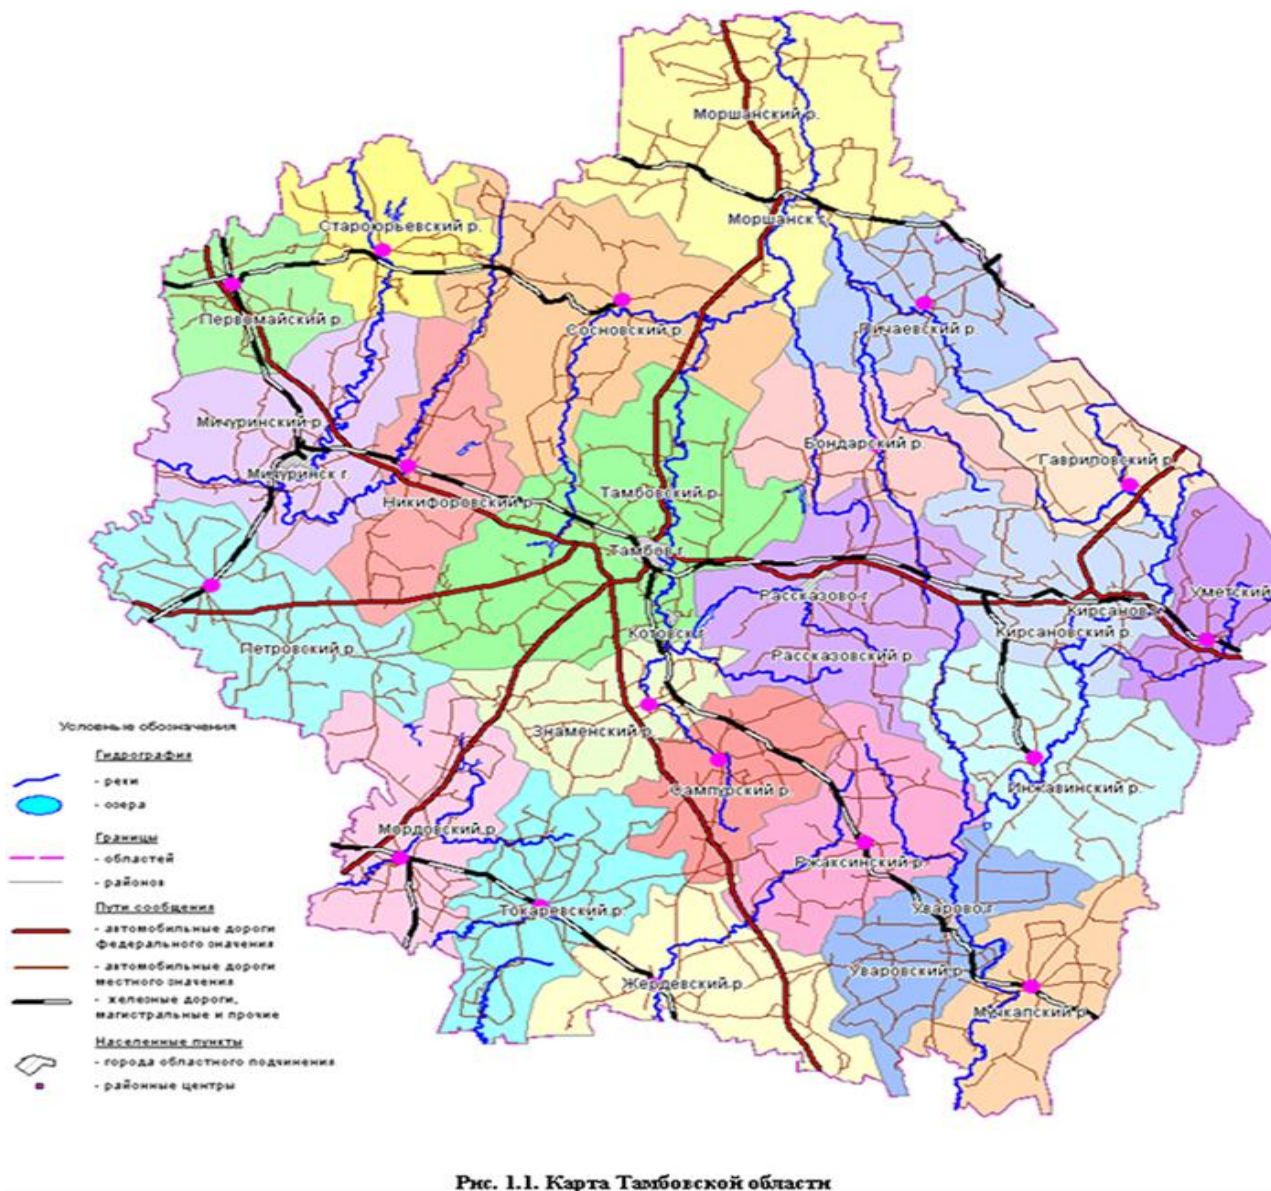 Моршанский р.
Моршанск г.
Староюрьевский р.
Первомайский р.
Сосновский р.
Пичаевский р.
Мичуринский р.
Мичуринск г.
Бондарский р.
Гавриловский р.
Никифоровский р.
Тамбовский р.
Тамбов г.
Рассказово г.
Кирсанов г.
Уметский
Котовск г.
Кирсановский р.
Петровский р.
Рассказовский р.
Знаменский р.
Сампурский р.
Инжавинский р.
Мордовский р.
Ржаксинский р.
Токаревский р.
Уварово г.
Уваровский р.
Жердевский р.
Мучкапский р.
Условные обозначения
Гидрография
- реки
- озера
Границы
- областей
- районов
Пути сообщения
- автомобильные дороги
федерального значения
- автомобильные дороги
местного значения
- железные дороги,
магистральные и прочие
Населенные пункты
- города областного подчинения
- районные центры
Рис. 1.1. Карта Тамбовской области